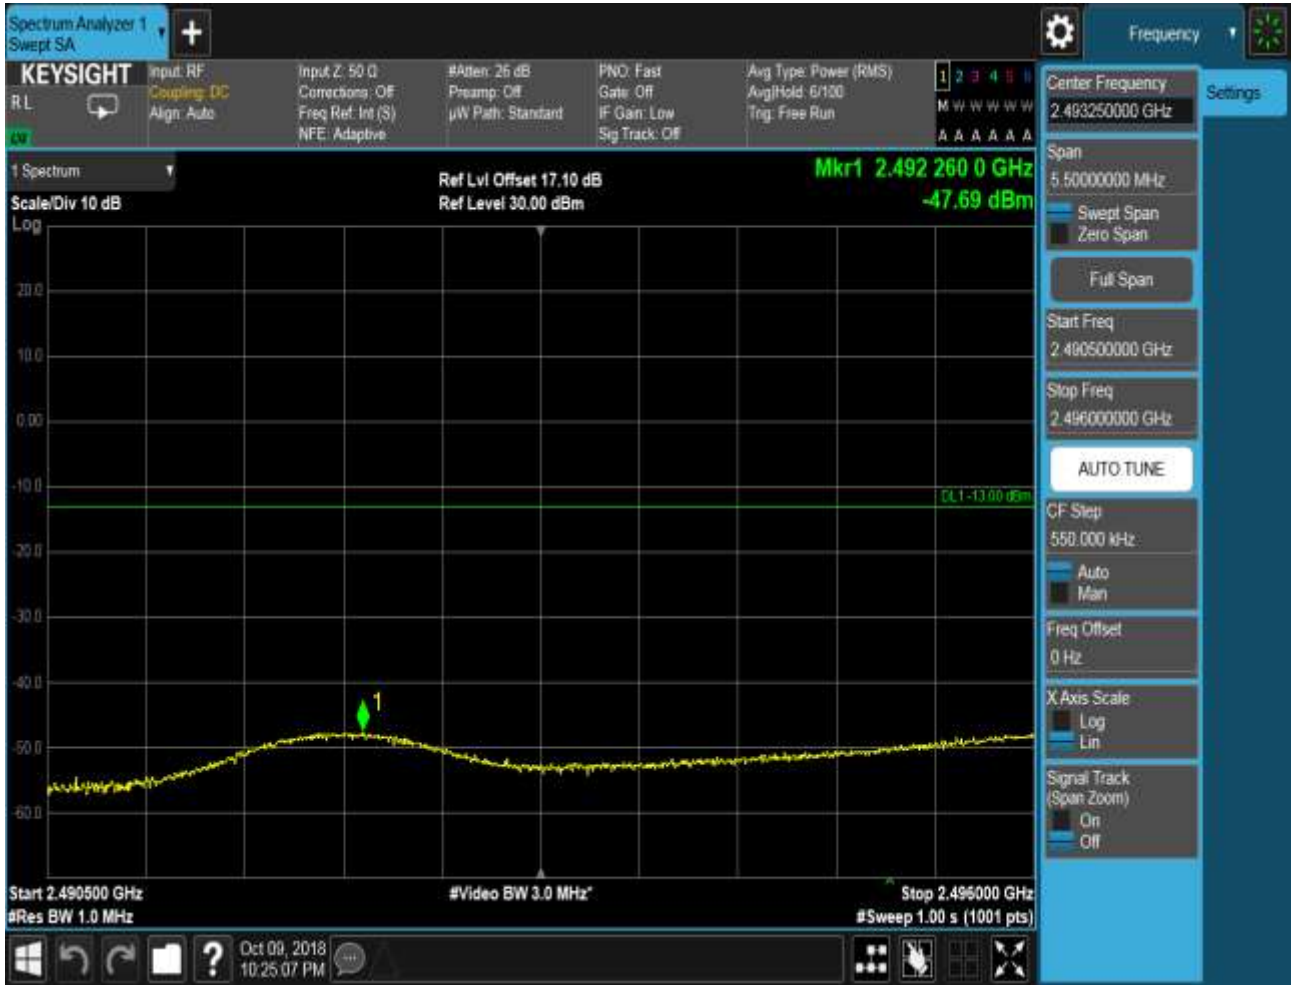 Spectrum Analyzer 1
Swept SA
+
Frequency
KEYSIGHT
R L
LXI
Input: RF
Coupling: DC
Align: Auto
Input Z: 50 Ω
Corrections: Off
Freq Ref: Int (S)
NFE: Adaptive
#Atten: 26 dB
Preamp: Off
µW Path: Standard
PNO: Fast
Gate: Off
IF Gain: Low
Sig Track: Off
Avg Type: Power (RMS)
Avg|Hold: 6/100
Trig: Free Run
1 2 3 4 5 6
M W W W W W
A A A A A A
1 Spectrum
Scale/Div 10 dB
Log
Ref Lvl Offset 17.10 dB
Ref Level 30.00 dBm
Mkr1 2.492 260 0 GHz
-47.69 dBm
20.0
10.0
0.00
-10.0
DL1 -13.00 dBm
-20.0
-30.0
-40.0
1
-50.0
-60.0
Start 2.490500 GHz
#Res BW 1.0 MHz
#Video BW 3.0 MHz*
Stop 2.496000 GHz
#Sweep 1.00 s (1001 pts)
?
Oct 09, 2018
10:25:07 PM
Center Frequency
2.493250000 GHz
Settings
Span
5.50000000 MHz
Swept Span
Zero Span
Full Span
Start Freq
2.490500000 GHz
Stop Freq
2.496000000 GHz
AUTO TUNE
CF Step
550.000 kHz
Auto
Man
Freq Offset
0 Hz
X Axis Scale
Log
Lin
Signal Track
(Span Zoom)
On
Off